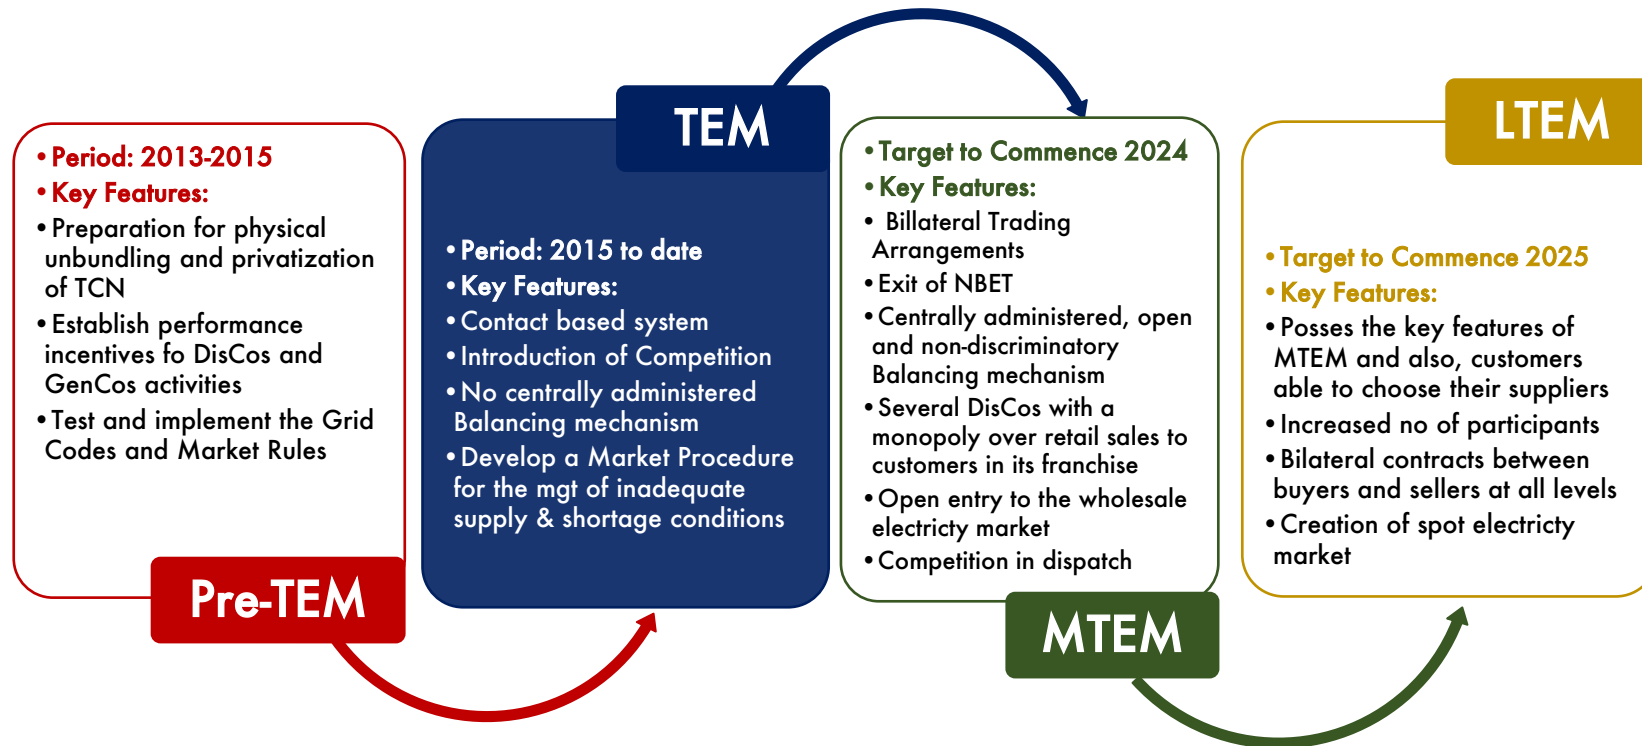 • Period: 2013-2015
• Key Features:
• Preparation for physical
unbundling and privatization
of TCN
• Establish performance
incentives fo DisCos and
GenCos activities
• Test and implement the Grid
Codes and Market Rules
Pre-TEM
TEM
• Period: 2015 to date
• Key Features:
• Contact based system
• Introduction of Competition
• No centrally administered
Balancing mechanism
• Develop a Market Procedure
for the mgt of inadequate
supply & shortage conditions
• Target to Commence 2024
• Key Features:
• Billateral Trading
Arrangements
• Exit of NBET
• Centrally administered, open
and non-discriminatory
Balancing mechanism
• Several DisCos with a
monopoly over retail sales to
customers in its franchise
• Open entry to the wholesale
electricty market
• Competition in dispatch
MTEM
LTEM
• Target to Commence 2025
• Key Features:
• Posses the key features of
MTEM and also, customers
able to choose their suppliers
• Increased no of participants
• Bilateral contracts between
buyers and sellers at all levels
• Creation of spot electricty
market